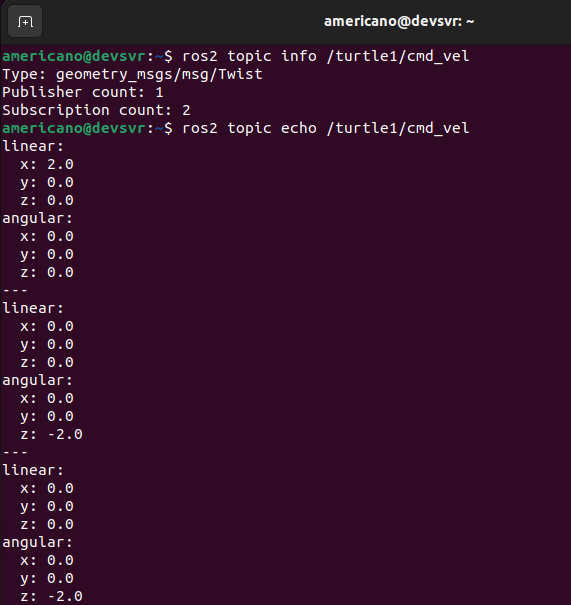 americano@devsvr: ~
americano@devsvr:~$ ros2 topic info /turtle1/cmd_vel
Type: geometry_msgs/msg/Twist
Publisher count: 1
Subscription count: 2
americano@devsvr:~$ ros2 topic echo /turtle1/cmd_vel
linear:
  x: 2.0
  y: 0.0
  z: 0.0
angular:
  x: 0.0
  y: 0.0
  z: 0.0
---
linear:
  x: 0.0
  y: 0.0
  z: 0.0
angular:
  x: 0.0
  y: 0.0
  z: -2.0
---
linear:
  x: 0.0
  y: 0.0
  z: 0.0
angular:
  x: 0.0
  y: 0.0
  z: -2.0